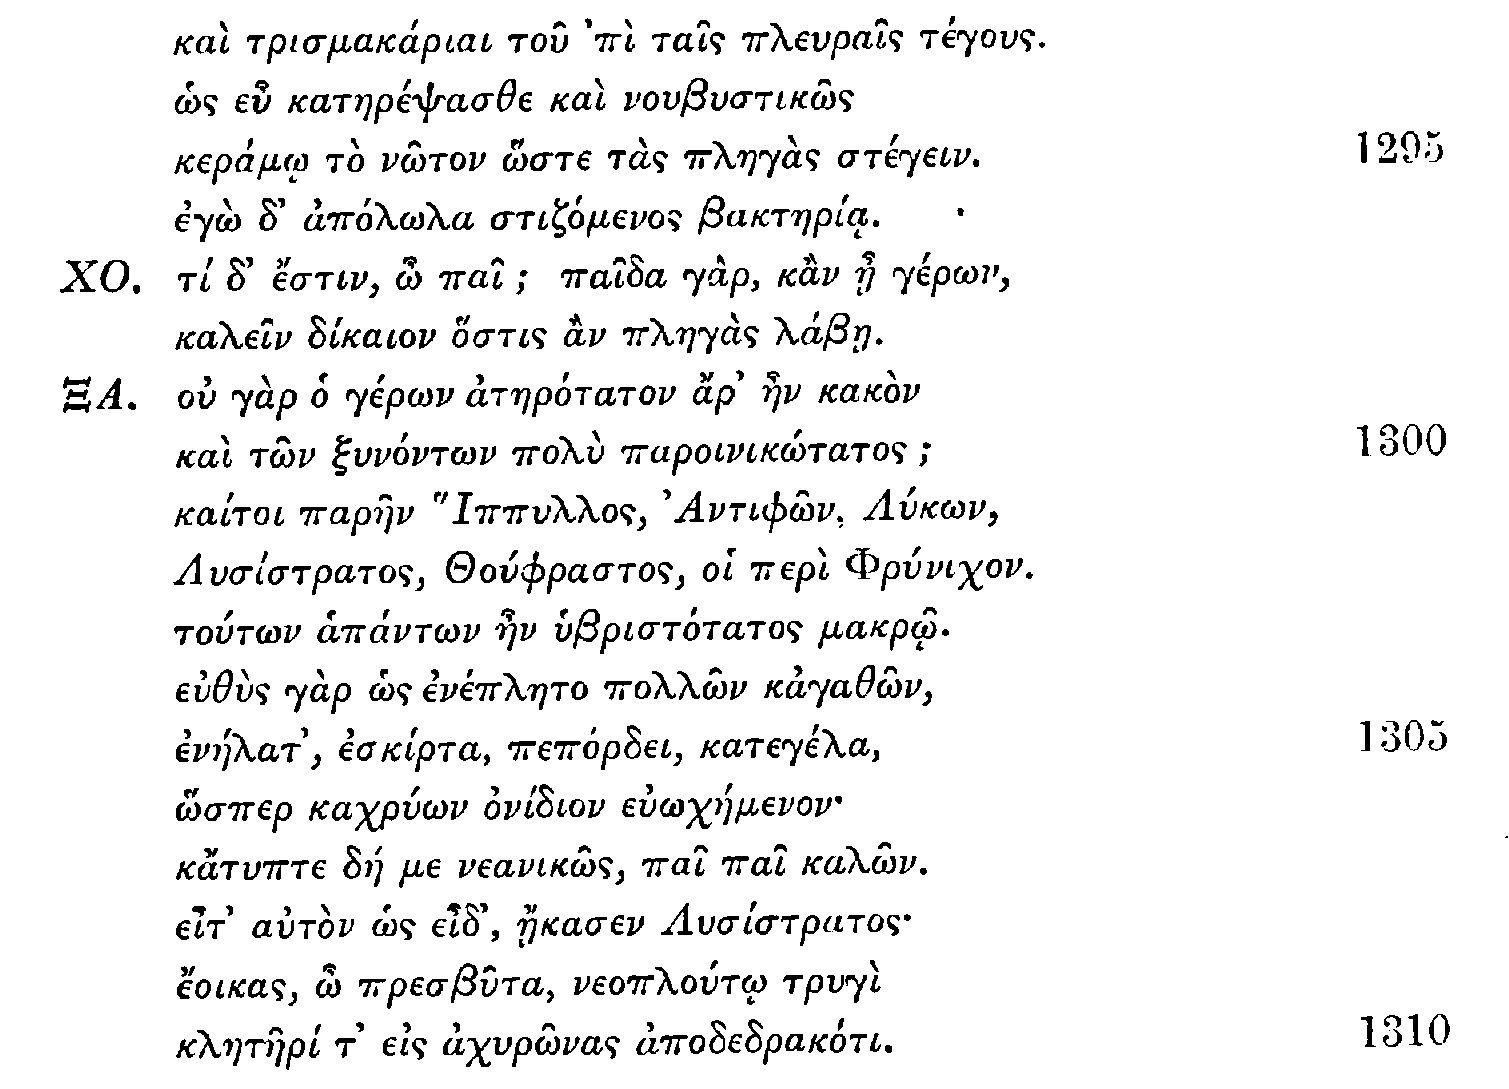 καὶ τρισμακάριαι τοῦ ’πὶ ταῖς πλευραῖς τέγους.
ὡς εὖ κατηρέψασθε καὶ νουβυστικῶς
κεράμῳ τὸ νῶτον ὥστε τὰς πληγὰς στέγειν. 1295
ἐγὼ δ’ ἀπόλωλα στιζόμενος βακτηρίᾳ.
ΧΟ. τί δ’ ἔστιν, ὦ παῖ ; παῖδα γὰρ, κἂν ᾖ γέρων,
καλεῖν δίκαιον ὅστις ἂν πληγὰς λάβῃ.
ΞΑ. οὐ γὰρ ὁ γέρων ἀτηρότατον ἄρ’ ἦν κακὸν
καὶ τῶν ξυνόντων πολὺ παροινικώτατος ; 1300
καίτοι παρῆν Ἵππυλλος, Ἀντιφῶν, Λύκων,
Λυσίστρατος, Θούφραστος, οἱ περὶ Φρύνιχον.
τούτων ἁπάντων ἦν ὑβριστότατος μακρῷ.
εὐθὺς γὰρ ὡς ἐνέπλητο πολλῶν κἀγαθῶν,
ἐνήλατ’, ἐσκίρτα, πεπόρδει, κατεγέλα, 1305
ὥσπερ καχρύων ὀνίδιον εὐωχήμενον·
κἄτυπτε δή με νεανικῶς, παῖ παῖ καλῶν.
εἶτ’ αὐτὸν ὡς εἶδ’, ᾔκασεν Λυσίστρατος·
ἔοικας, ὦ πρεσβῦτα, νεοπλούτῳ τρυγὶ
κλητῆρί τ’ εἰς ἀχυρῶνας ἀποδεδρακότι. 1310